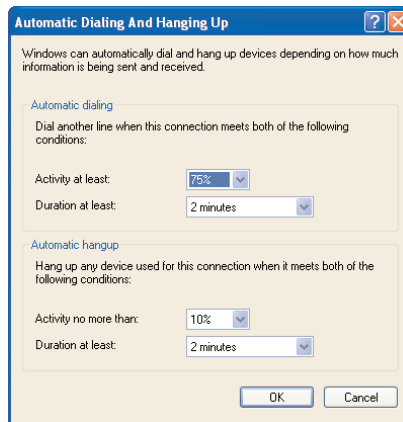 Automatic Dialing And Hanging Up
Windows can automatically dial and hang up devices depending on how much
information is being sent and received.
Automatic dialing
Dial another line when this connection meets both of the following
conditions:
Activity at least: 75%
Duration at least: 2 minutes
Automatic hangup
Hang up any device used for this connection when it meets both of the
following conditions:
Activity no more than: 10%
Duration at least: 2 minutes
OK Cancel